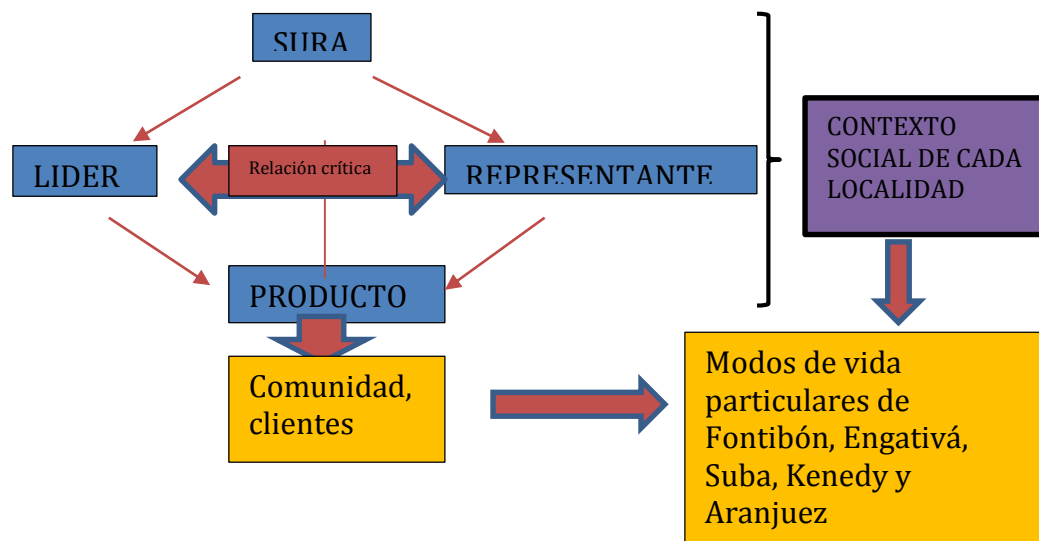 SURA
CONTEXTO
SOCIAL DE CADA
LOCALIDAD
LIDER
Relación crítica
REPRESENTANTE
PRODUCTO
Comunidad,
clientes
Modos de vida
particulares de
Fontibón, Engativá,
Suba, Kenedy y
Aranjuez